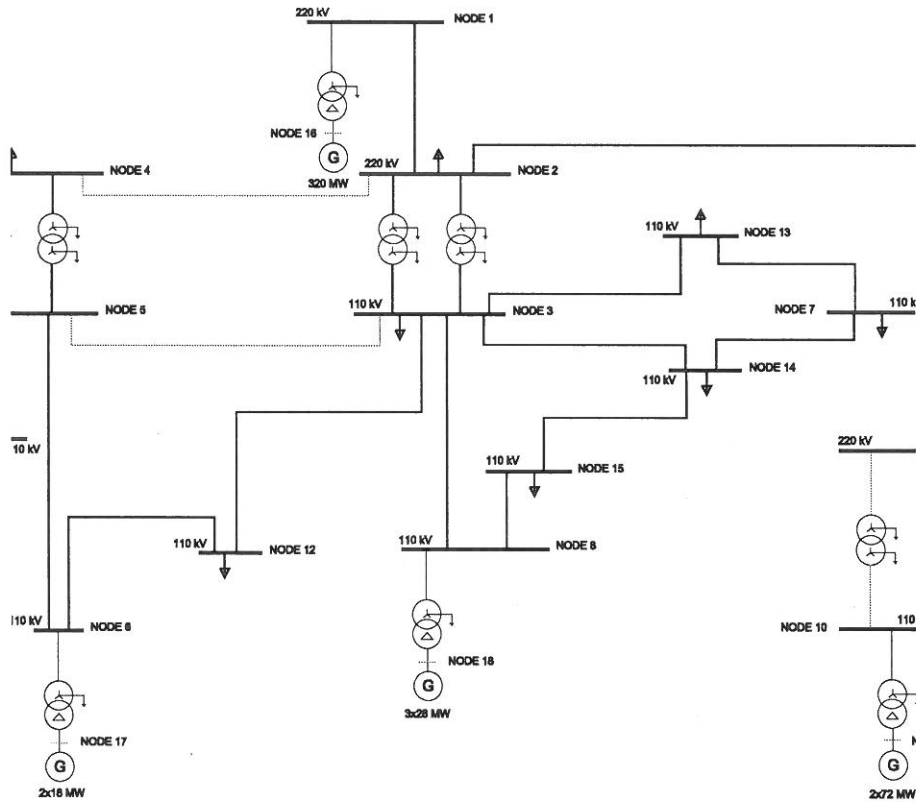 220 kV NODE 1
NODE 16
G
320 MW
NODE 4
220 kV NODE 2
110 kV NODE 13
NODE 5
110 kV NODE 3
NODE 7 110 k
110 kV NODE 14
10 kV
220 kV
110 kV NODE 15
110 kV NODE 12
110 kV NODE 8
110 kV NODE 6
NODE 10 110
NODE 18
G
3x28 MW
NODE 17
G
2x16 MW
N
G
2x72 MW